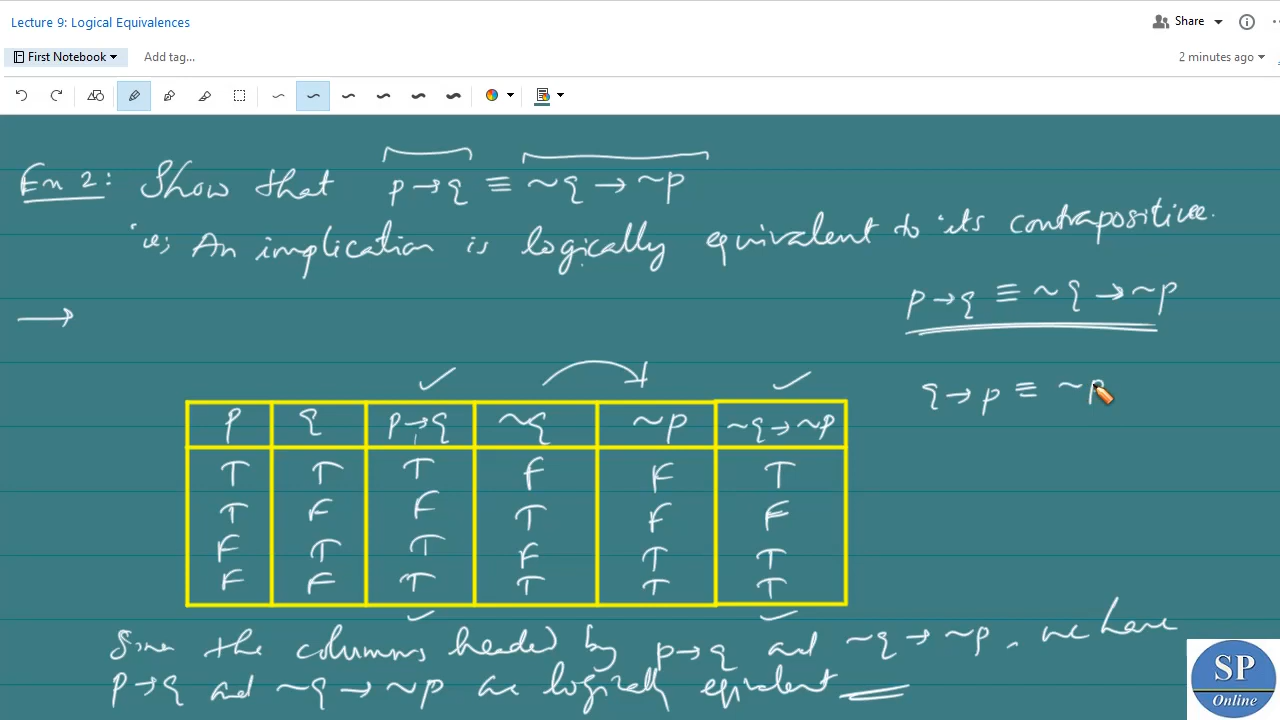 Lecture 9: Logical Equivalences
Share
First Notebook
Add tag...
2 minutes ago
Ex 2: Show that p → q ≡ ~q → ~p
ie; An implication is logically equivalent to its contrapositive.
p → q ≡ ~q → ~p
→
q → p ≡ ~p
p q p→q ~q ~p ~q→~p
T T T F F T
T F F T F F
F T T F T T
F F T T T T
Since the columns headed by p→q and ~q→~p, we have
p→q and ~q→~p are logically equivalent
SP
Online